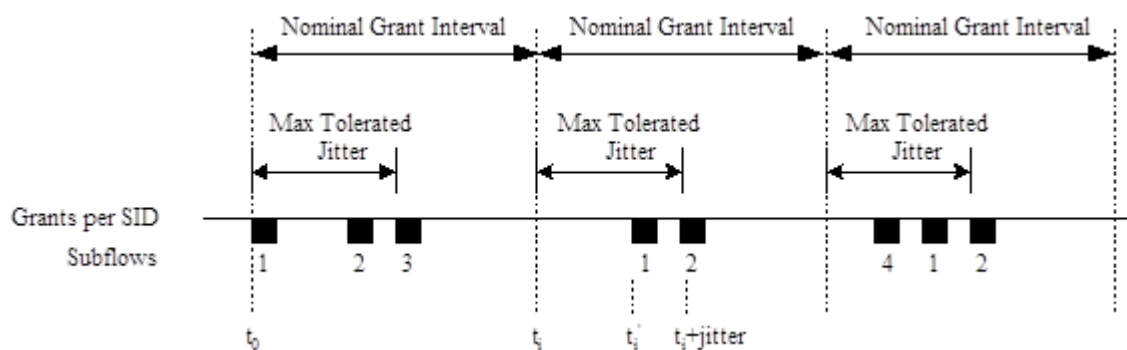 Nominal Grant Interval Nominal Grant Interval Nominal Grant Interval
Max Tolerated Jitter
Max Tolerated Jitter
Max Tolerated Jitter
Grants per SID
Subflows
1 2 3 1 2 4 1 2
t₀ tᵢ tᵢ' tᵢ+jitter